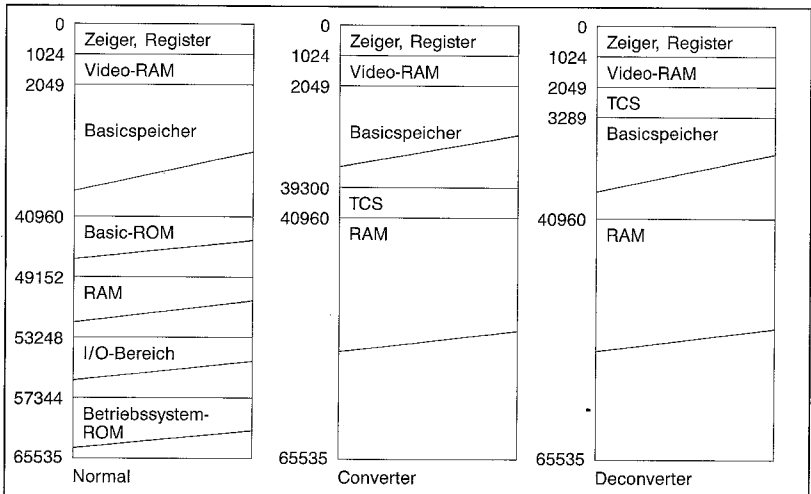 0
Zeiger, Register
1024
Video-RAM
2049
Basicspeicher
40960
Basic-ROM
49152
RAM
53248
I/O-Bereich
57344
Betriebssystem-
ROM
65535
Normal
0
Zeiger, Register
1024
Video-RAM
2049
Basicspeicher
39300
TCS
40960
RAM
65535
Converter
0
Zeiger, Register
1024
Video-RAM
2049
TCS
3289
Basicspeicher
40960
RAM
65535
Deconverter